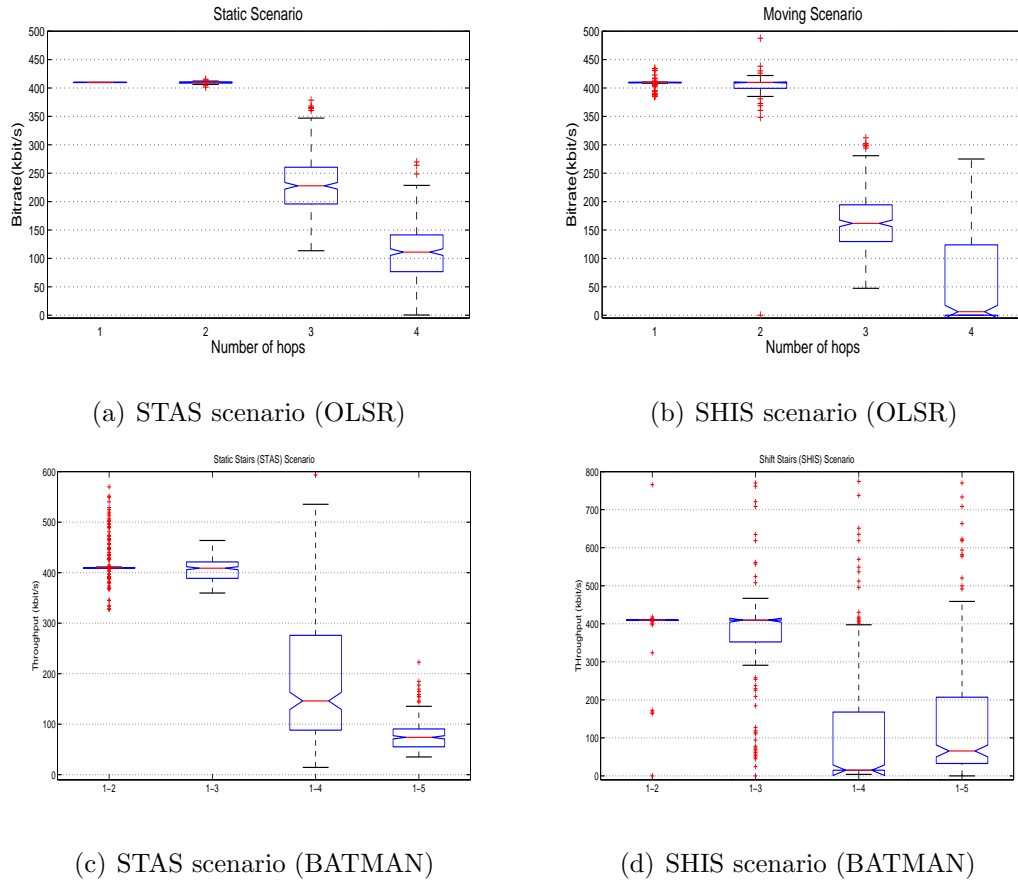 Static Scenario
Bitrate(kbit/s)
500
450
400
350
300
250
200
150
100
50
0
1 2 3 4
Number of hops
(a) STAS scenario (OLSR)
Moving Scenario
Bitrate(kbit/s)
500
450
400
350
300
250
200
150
100
50
0
1 2 3 4
Number of hops
(b) SHIS scenario (OLSR)
Static Stairs (STAS) Scenario
Throughput (kbit/s)
600
500
400
300
200
100
0
1−2 1−3 1−4 1−5
(c) STAS scenario (BATMAN)
Shift Stairs (SHIS) Scenario
THroughput (kbit/s)
800
700
600
500
400
300
200
100
0
1−2 1−3 1−4 1−5
(d) SHIS scenario (BATMAN)